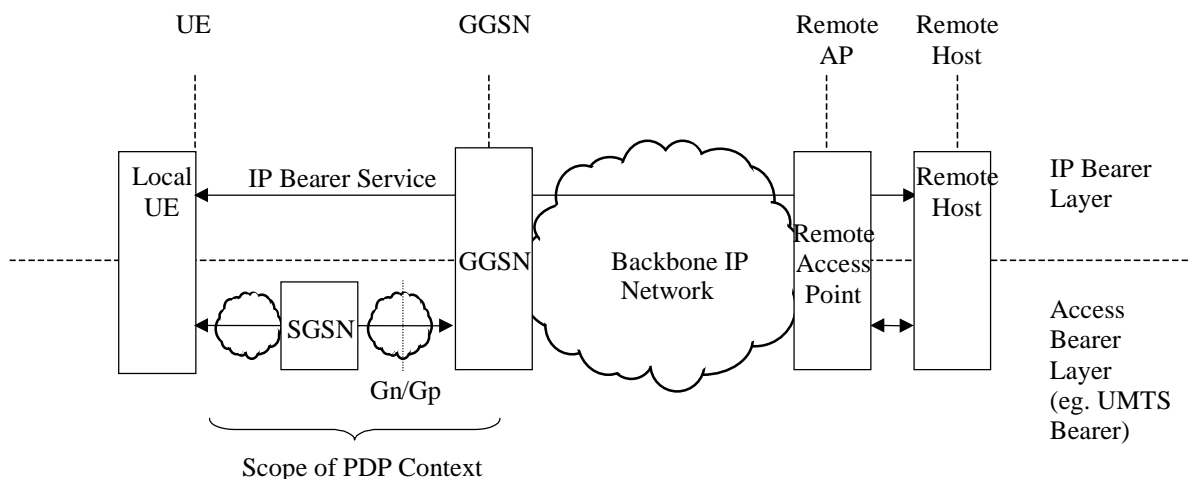 UE
GGSN
Remote
AP
Remote
Host
Local
UE
IP Bearer Service
Remote
Host
IP Bearer
Layer
GGSN
Backbone IP
Network
Remote
Access
Point
SGSN
Gn/Gp
Access
Bearer
Layer
(eg. UMTS
Bearer)
Scope of PDP Context